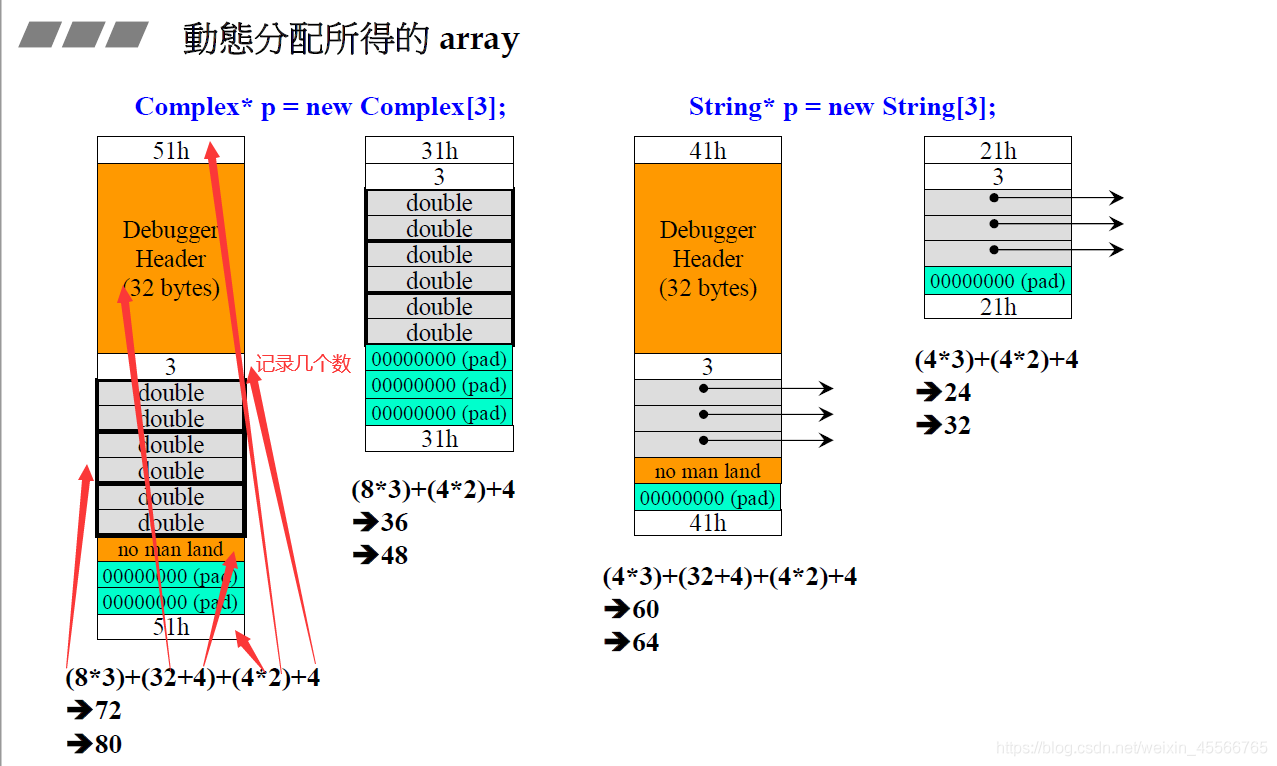 動態分配所得的 array
Complex* p = new Complex[3];
51h
Debugger
Header
(32 bytes)
3
double
double
double
double
double
double
no man land
00000000 (pad)
00000000 (pad)
51h
(8*3)+(32+4)+(4*2)+4
➔72
➔80
记录几个数
31h
3
double
double
double
double
double
double
00000000 (pad)
00000000 (pad)
00000000 (pad)
31h
(8*3)+(4*2)+4
➔36
➔48
String* p = new String[3];
41h
Debugger
Header
(32 bytes)
3
no man land
00000000 (pad)
41h
(4*3)+(32+4)+(4*2)+4
➔60
➔64
21h
3
00000000 (pad)
21h
(4*3)+(4*2)+4
➔24
➔32
https://blog.csdn.net/weixin_45566765